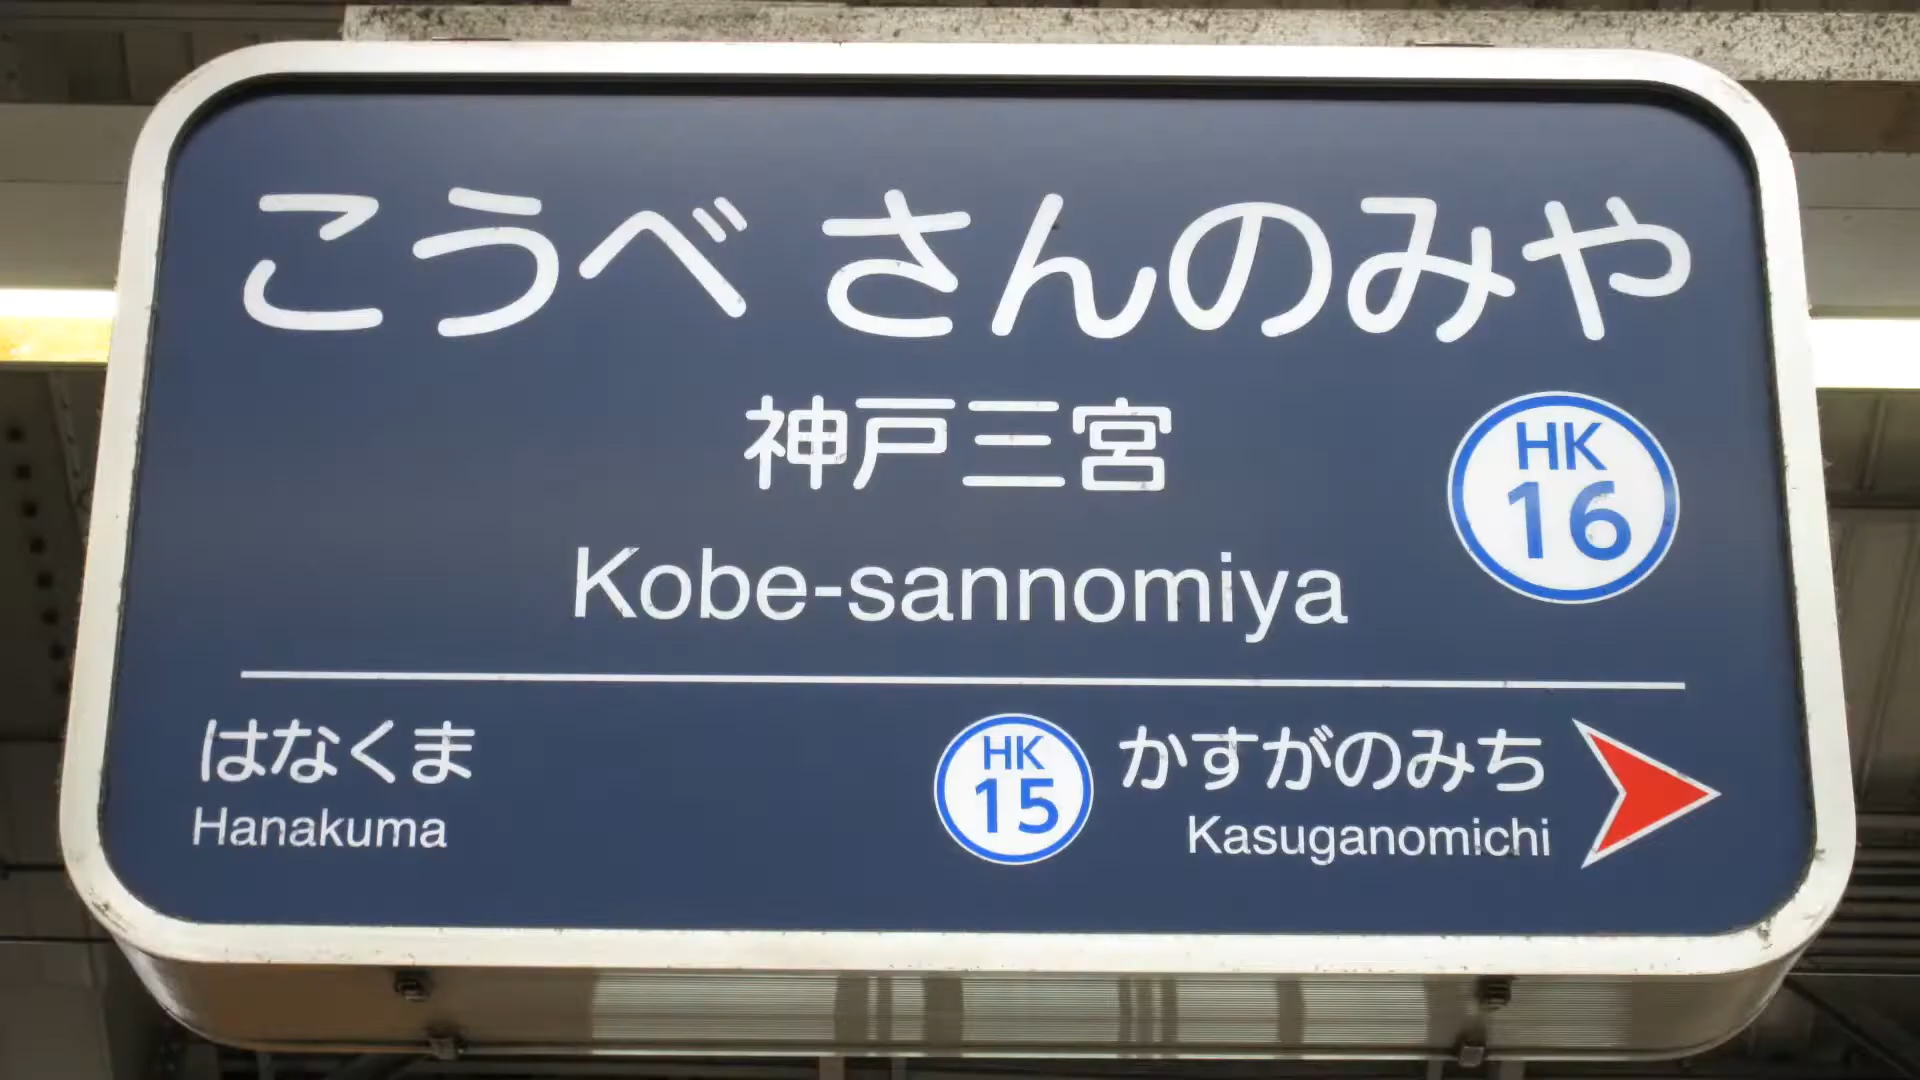 こうべ さんのみや
神戸三宮
HK
16
Kobe-sannomiya
はなくま
Hanakuma
HK
15
かすがのみち
Kasuganomichi